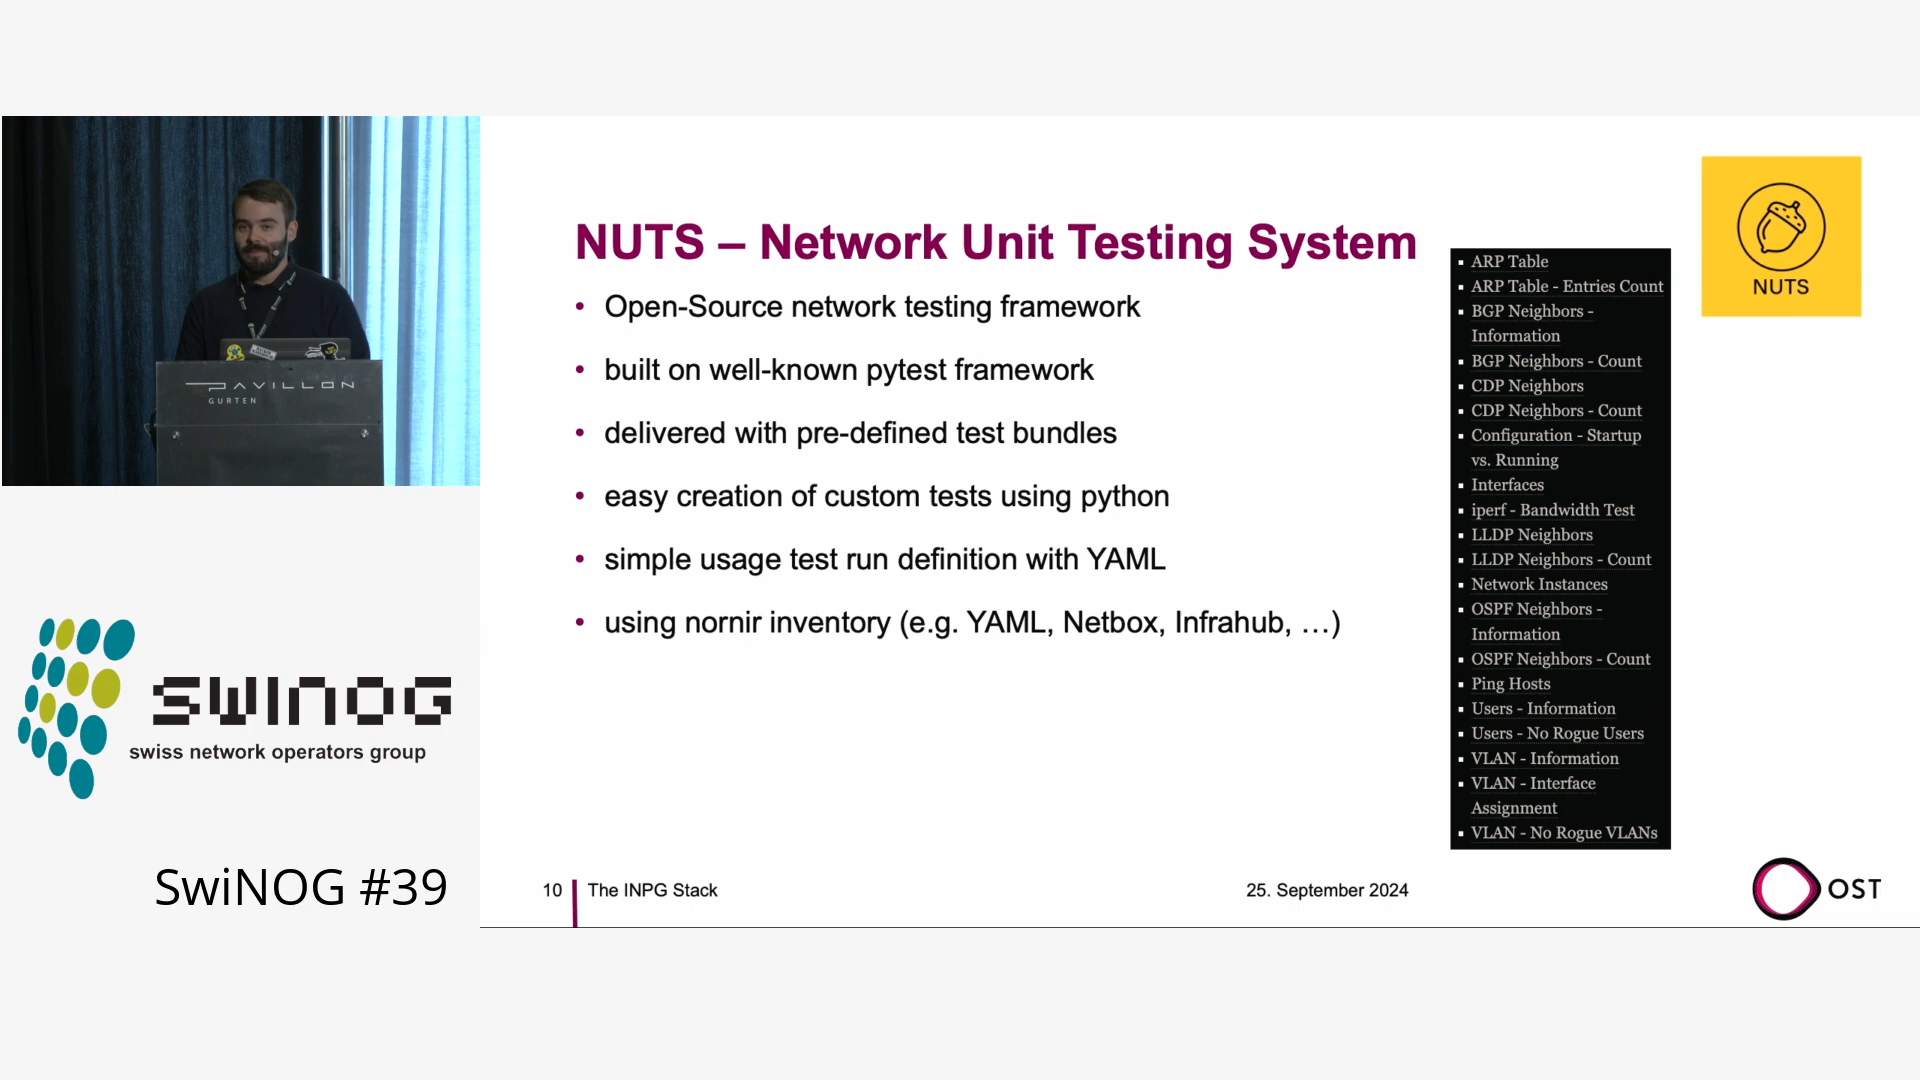 PAVILLON
GURTEN
swinog
swiss network operators group
SwiNOG #39
NUTS – Network Unit Testing System
• Open-Source network testing framework
• built on well-known pytest framework
• delivered with pre-defined test bundles
• easy creation of custom tests using python
• simple usage test run definition with YAML
• using nornir inventory (e.g. YAML, Netbox, Infrahub, …)
▪ ARP Table
▪ ARP Table - Entries Count
▪ BGP Neighbors -
Information
▪ BGP Neighbors - Count
▪ CDP Neighbors
▪ CDP Neighbors - Count
▪ Configuration - Startup
vs. Running
▪ Interfaces
▪ iperf - Bandwidth Test
▪ LLDP Neighbors
▪ LLDP Neighbors - Count
▪ Network Instances
▪ OSPF Neighbors -
Information
▪ OSPF Neighbors - Count
▪ Ping Hosts
▪ Users - Information
▪ Users - No Rogue Users
▪ VLAN - Information
▪ VLAN - Interface
Assignment
▪ VLAN - No Rogue VLANs
NUTS
10
The INPG Stack
25. September 2024
OST